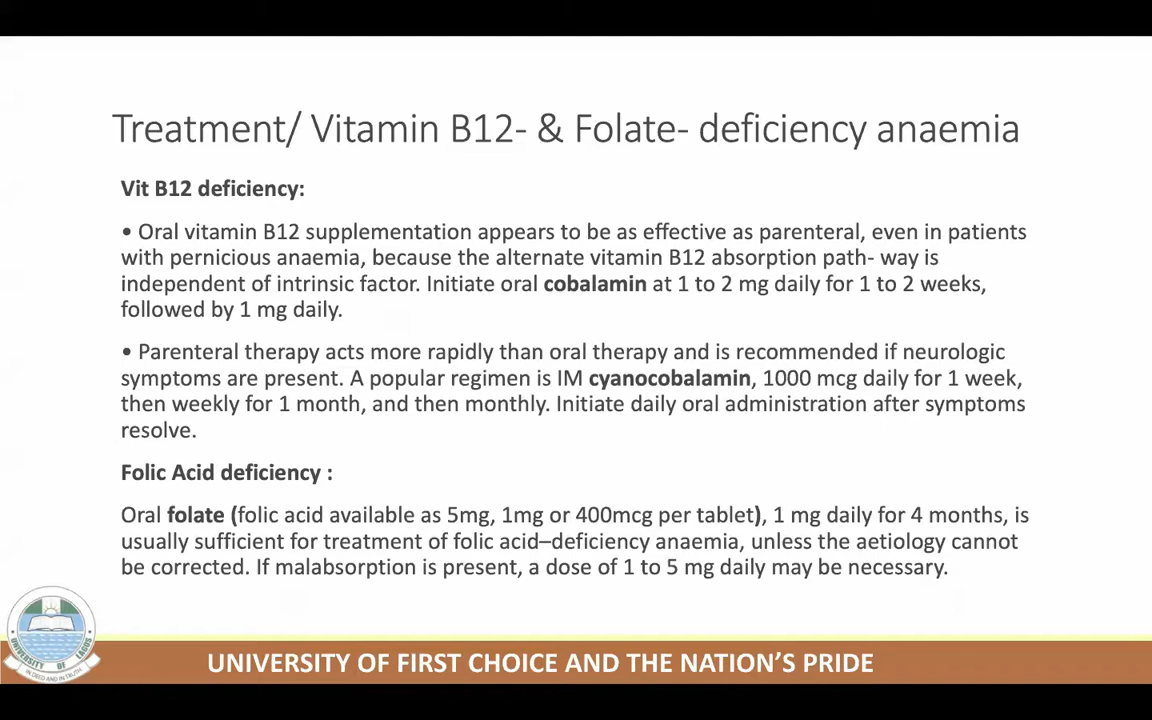 Treatment/ Vitamin B12- & Folate- deficiency anaemia
Vit B12 deficiency:
• Oral vitamin B12 supplementation appears to be as effective as parenteral, even in patients
with pernicious anaemia, because the alternate vitamin B12 absorption path- way is
independent of intrinsic factor. Initiate oral cobalamin at 1 to 2 mg daily for 1 to 2 weeks,
followed by 1 mg daily.
• Parenteral therapy acts more rapidly than oral therapy and is recommended if neurologic
symptoms are present. A popular regimen is IM cyanocobalamin, 1000 mcg daily for 1 week,
then weekly for 1 month, and then monthly. Initiate daily oral administration after symptoms
resolve.
Folic Acid deficiency :
Oral folate (folic acid available as 5mg, 1mg or 400mcg per tablet), 1 mg daily for 4 months, is
usually sufficient for treatment of folic acid–deficiency anaemia, unless the aetiology cannot
be corrected. If malabsorption is present, a dose of 1 to 5 mg daily may be necessary.
UNIVERSITY OF LAGOS
IN DEED AND IN TRUTH
UNIVERSITY OF FIRST CHOICE AND THE NATION'S PRIDE